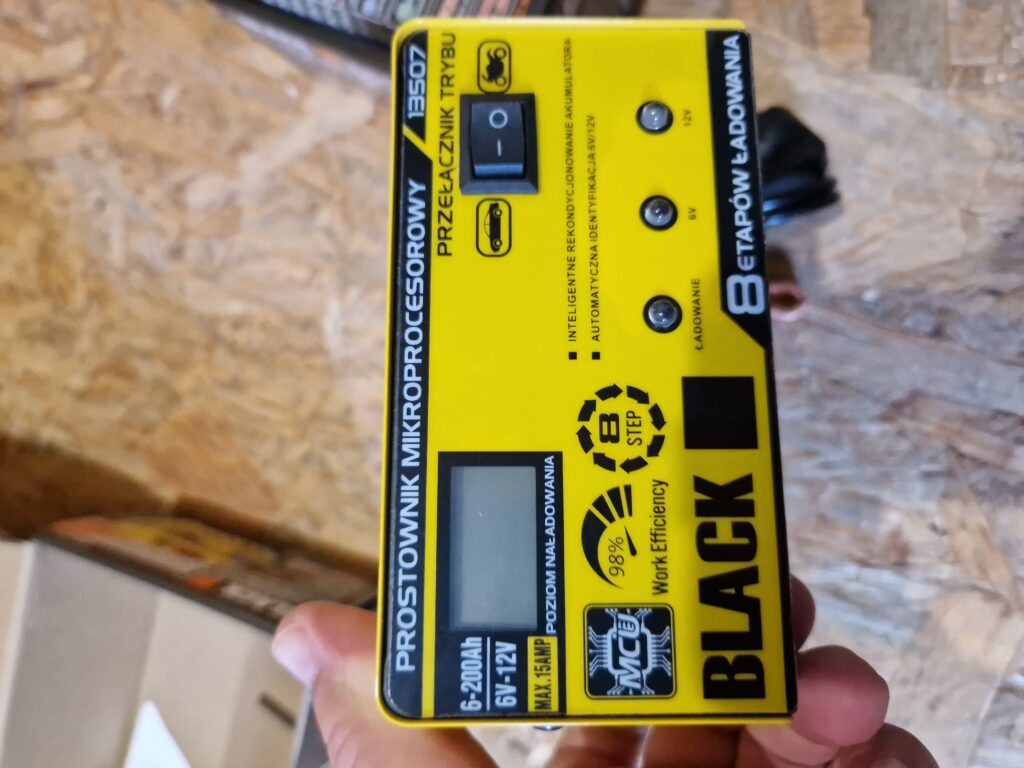 PROSTOWNIK MIKROPROCESOROWY / 13S07
6-200Ah
6V-12V
MAX.15AMP
POZIOM NAŁADOWANIA
PRZEŁĄCZNIK TRYBU
– O
MCU
98%
Work Efficiency
8
STEP
■ INTELIGENTNE REKONDYCJONOWANIE AKUMULATORA
■ AUTOMATYCZNA IDENTYFIKACJA 6V/12V
ŁADOWANIE
6V
12V
BLACK
8 ETAPÓW ŁADOWANIA